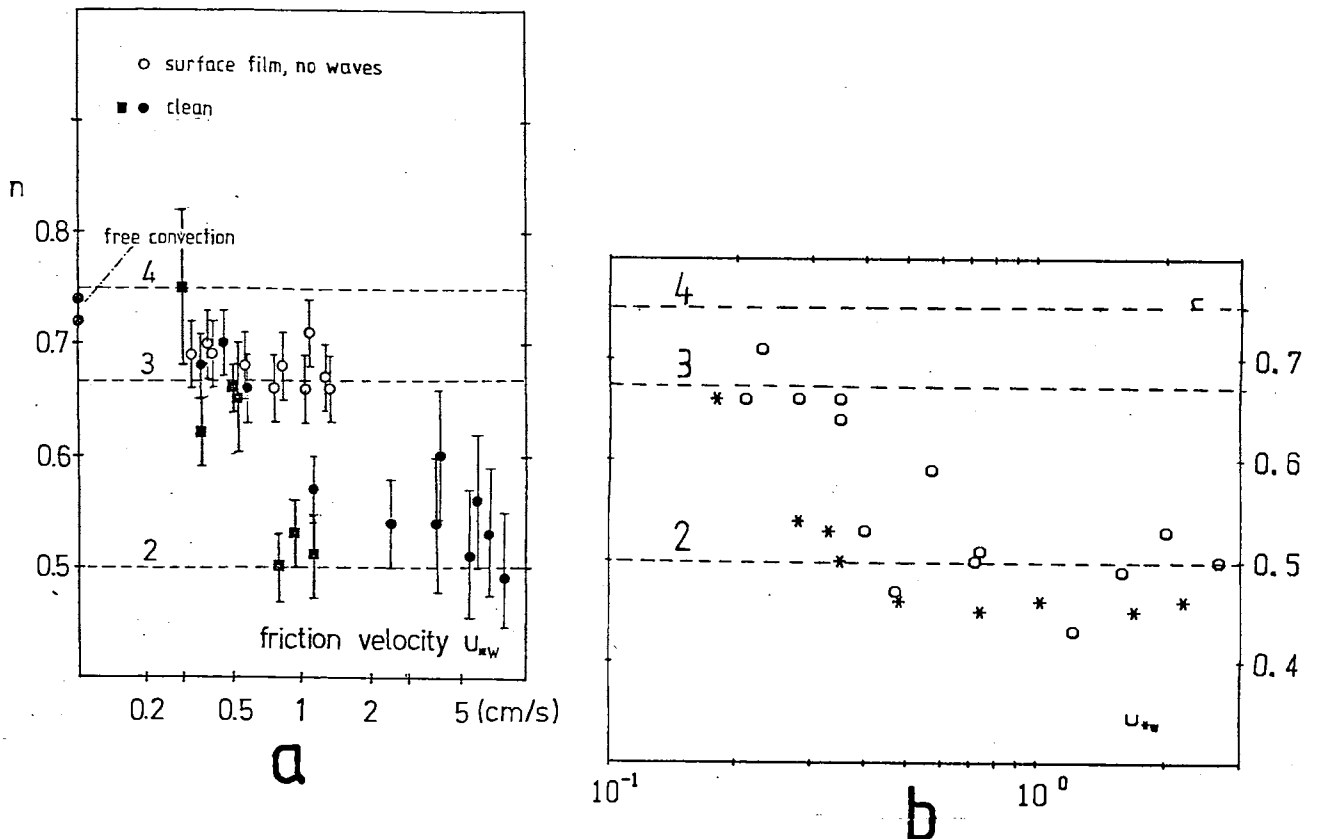 surface film, no waves
clean
n
0.8
free convection
4
0.7
3
0.6
2
0.5
friction velocity u*w
0.2 0.5 1 2 5 (cm/s)
a
4
n
3
0.7
0.6
2
0.5
0.4
u*w
10^-1 10^0
b